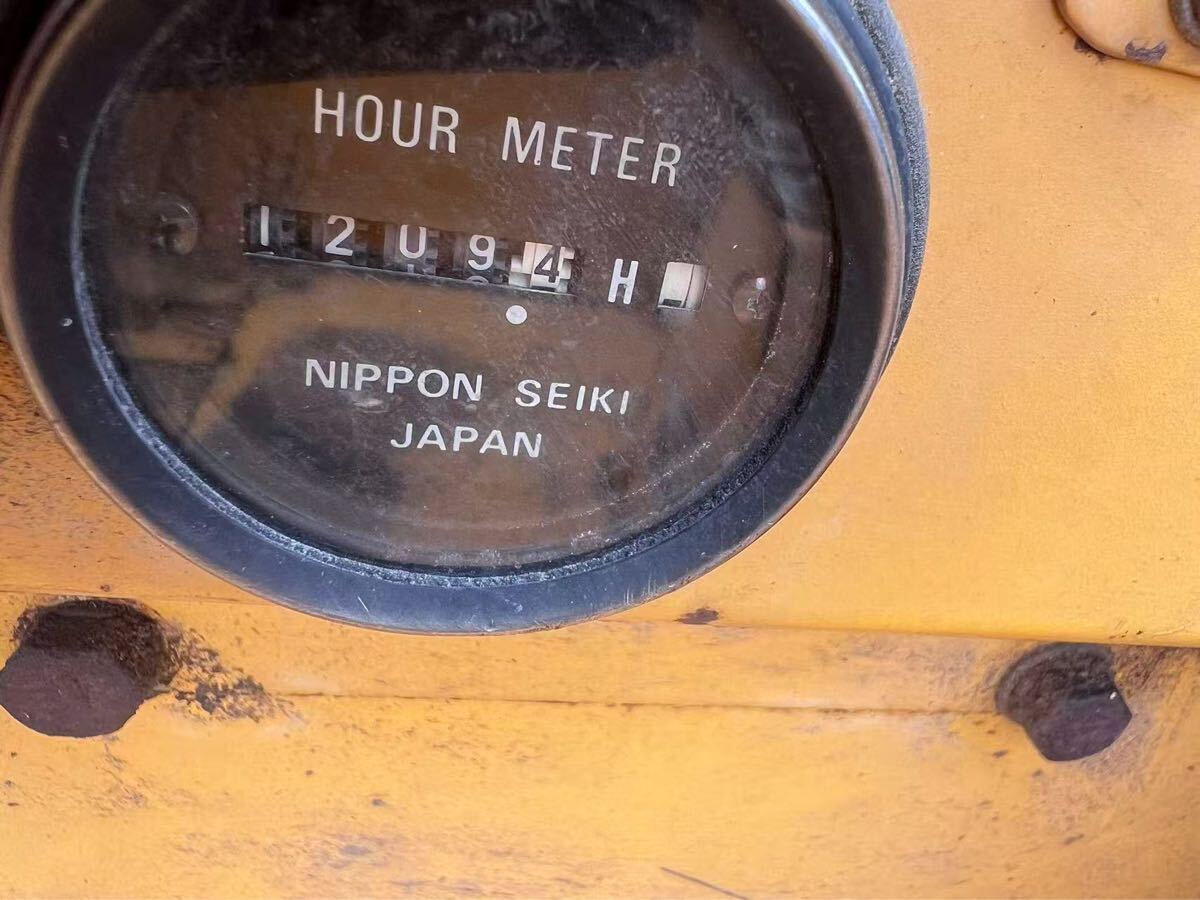 HOUR METER
12094 H
NIPPON SEIKI
JAPAN